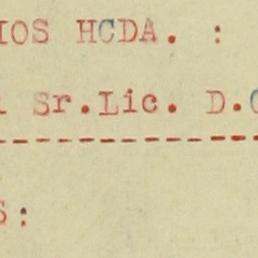 IOS HCDA. :
Sr.Lic. D.
S: